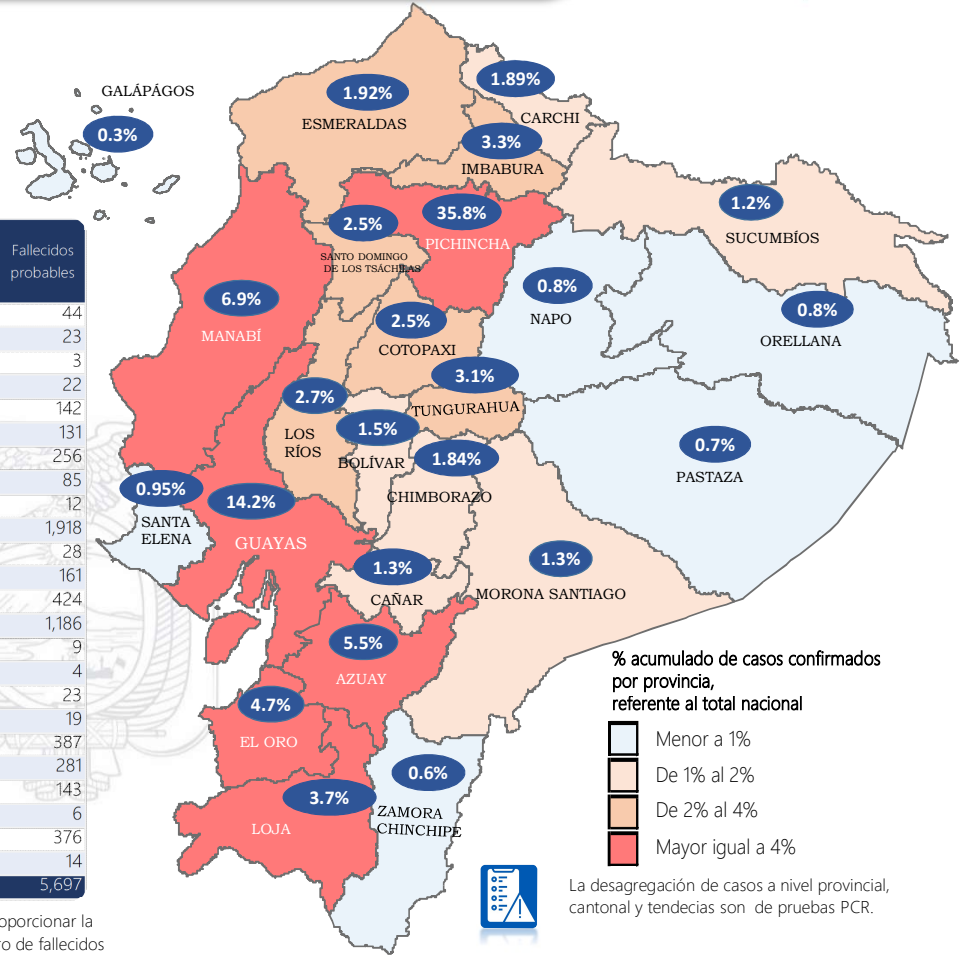 GALÁPÁGOS
0.3%
1.92%
ESMERALDAS
1.89%
CARCHI
3.3%
IMBABURA
1.2%
SUCUMBÍOS
2.5%
SANTO DOMINGO
DE LOS TSÁCHILAS
35.8%
PICHINCHA
0.8%
NAPO
0.8%
ORELLANA
6.9%
MANABÍ
2.5%
COTOPAXI
3.1%
TUNGURAHUA
2.7%
LOS
RÍOS
1.5%
BOLÍVAR
1.84%
CHIMBORAZO
0.7%
PASTAZA
0.95%
SANTA
ELENA
14.2%
GUAYAS
1.3%
CAÑAR
1.3%
MORONA SANTIAGO
5.5%
AZUAY
4.7%
EL ORO
3.7%
LOJA
0.6%
ZAMORA
CHINCHIPE
Fallecidos
probables
44
23
3
22
142
131
256
85
12
1,918
28
161
424
1,186
9
4
23
19
387
281
143
6
376
14
5,697
oporcionar la
o de fallecidos
% acumulado de casos confirmados
por provincia,
referente al total nacional
Menor a 1%
De 1% al 2%
De 2% al 4%
Mayor igual a 4%
La desagregación de casos a nivel provincial,
cantonal y tendecias son de pruebas PCR.